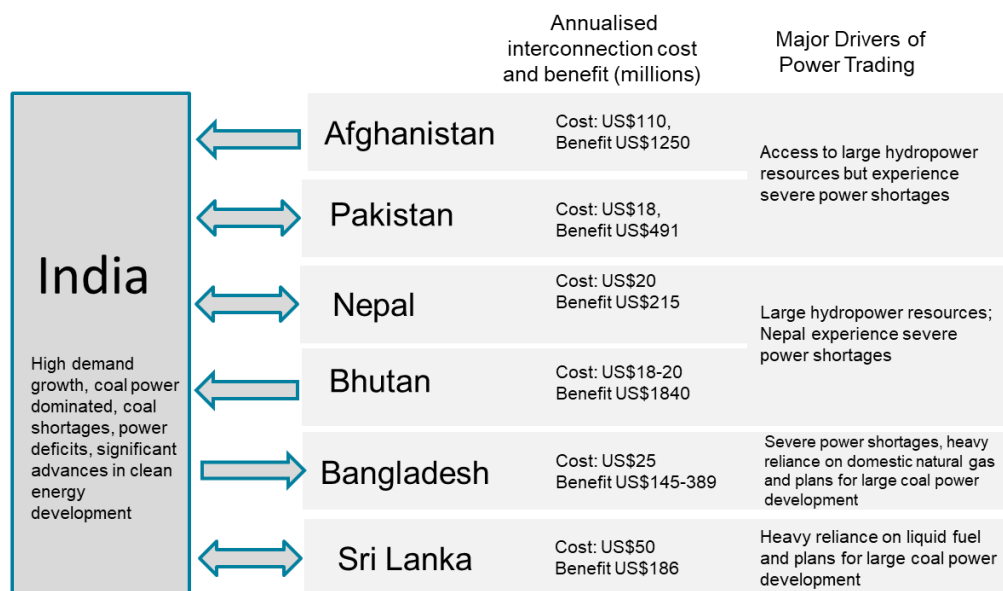 Annualised
interconnection cost
and benefit (millions)
Major Drivers of
Power Trading
India
High demand
growth, coal power
dominated, coal
shortages, power
deficits, significant
advances in clean
energy
development
Afghanistan
Cost: US$110,
Benefit US$1250
Access to large hydropower
resources but experience
severe power shortages
Pakistan
Cost: US$18,
Benefit US$491
Nepal
Cost: US$20
Benefit US$215
Large hydropower resources;
Nepal experience severe
power shortages
Bhutan
Cost: US$18-20
Benefit US$1840
Bangladesh
Cost: US$25
Benefit US$145-389
Severe power shortages, heavy
reliance on domestic natural gas
and plans for large coal power
development
Sri Lanka
Cost: US$50
Benefit US$186
Heavy reliance on liquid fuel
and plans for large coal power
development